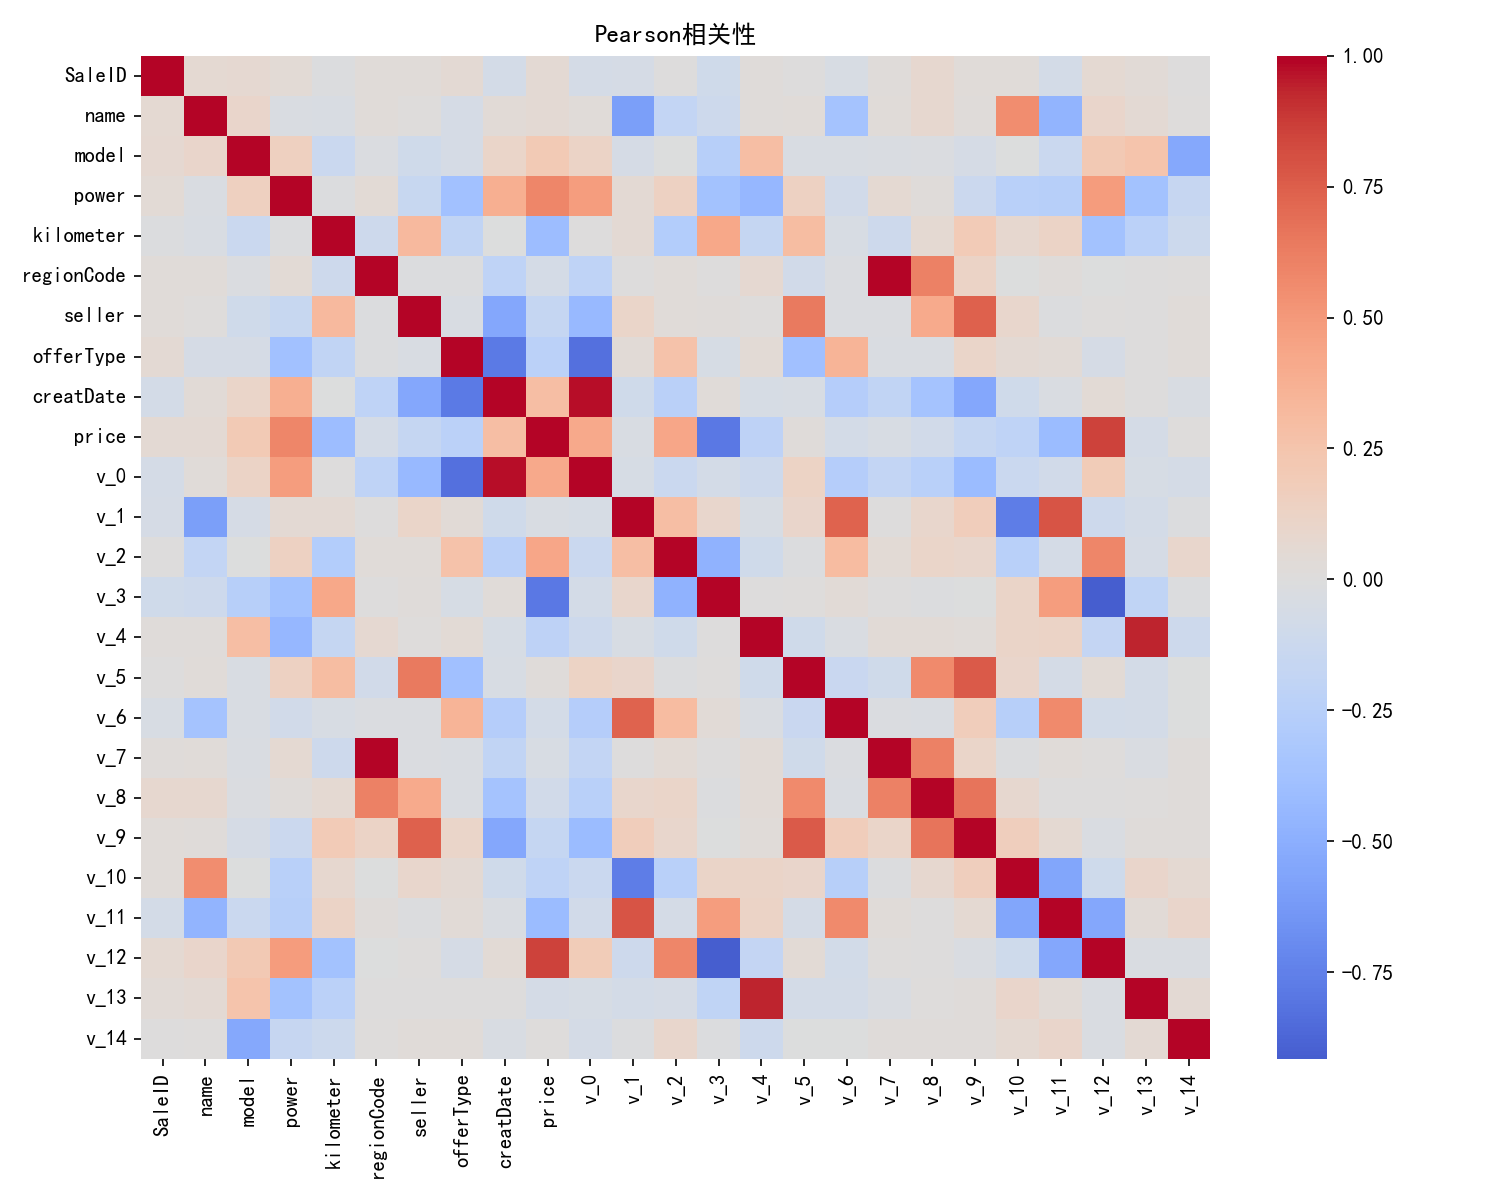 Pearson相关性
SaleID
name
model
power
kilometer
regionCode
seller
offerType
creatDate
price
v_0
v_1
v_2
v_3
v_4
v_5
v_6
v_7
v_8
v_9
v_10
v_11
v_12
v_13
v_14
SaleID
name
model
power
kilometer
regionCode
seller
offerType
creatDate
price
v_0
v_1
v_2
v_3
v_4
v_5
v_6
v_7
v_8
v_9
v_10
v_11
v_12
v_13
v_14
1.00
0.75
0.50
0.25
0.00
−0.25
−0.50
−0.75